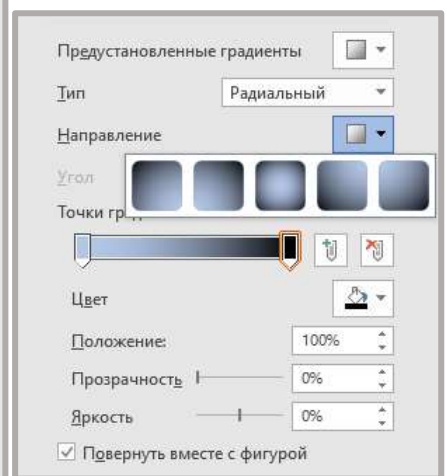 Предустановленные градиенты
Тип Радиальный
Направление
Угол
Точки гр
Цвет
Положение: 100%
Прозрачность 0%
Яркость 0%
Повернуть вместе с фигурой